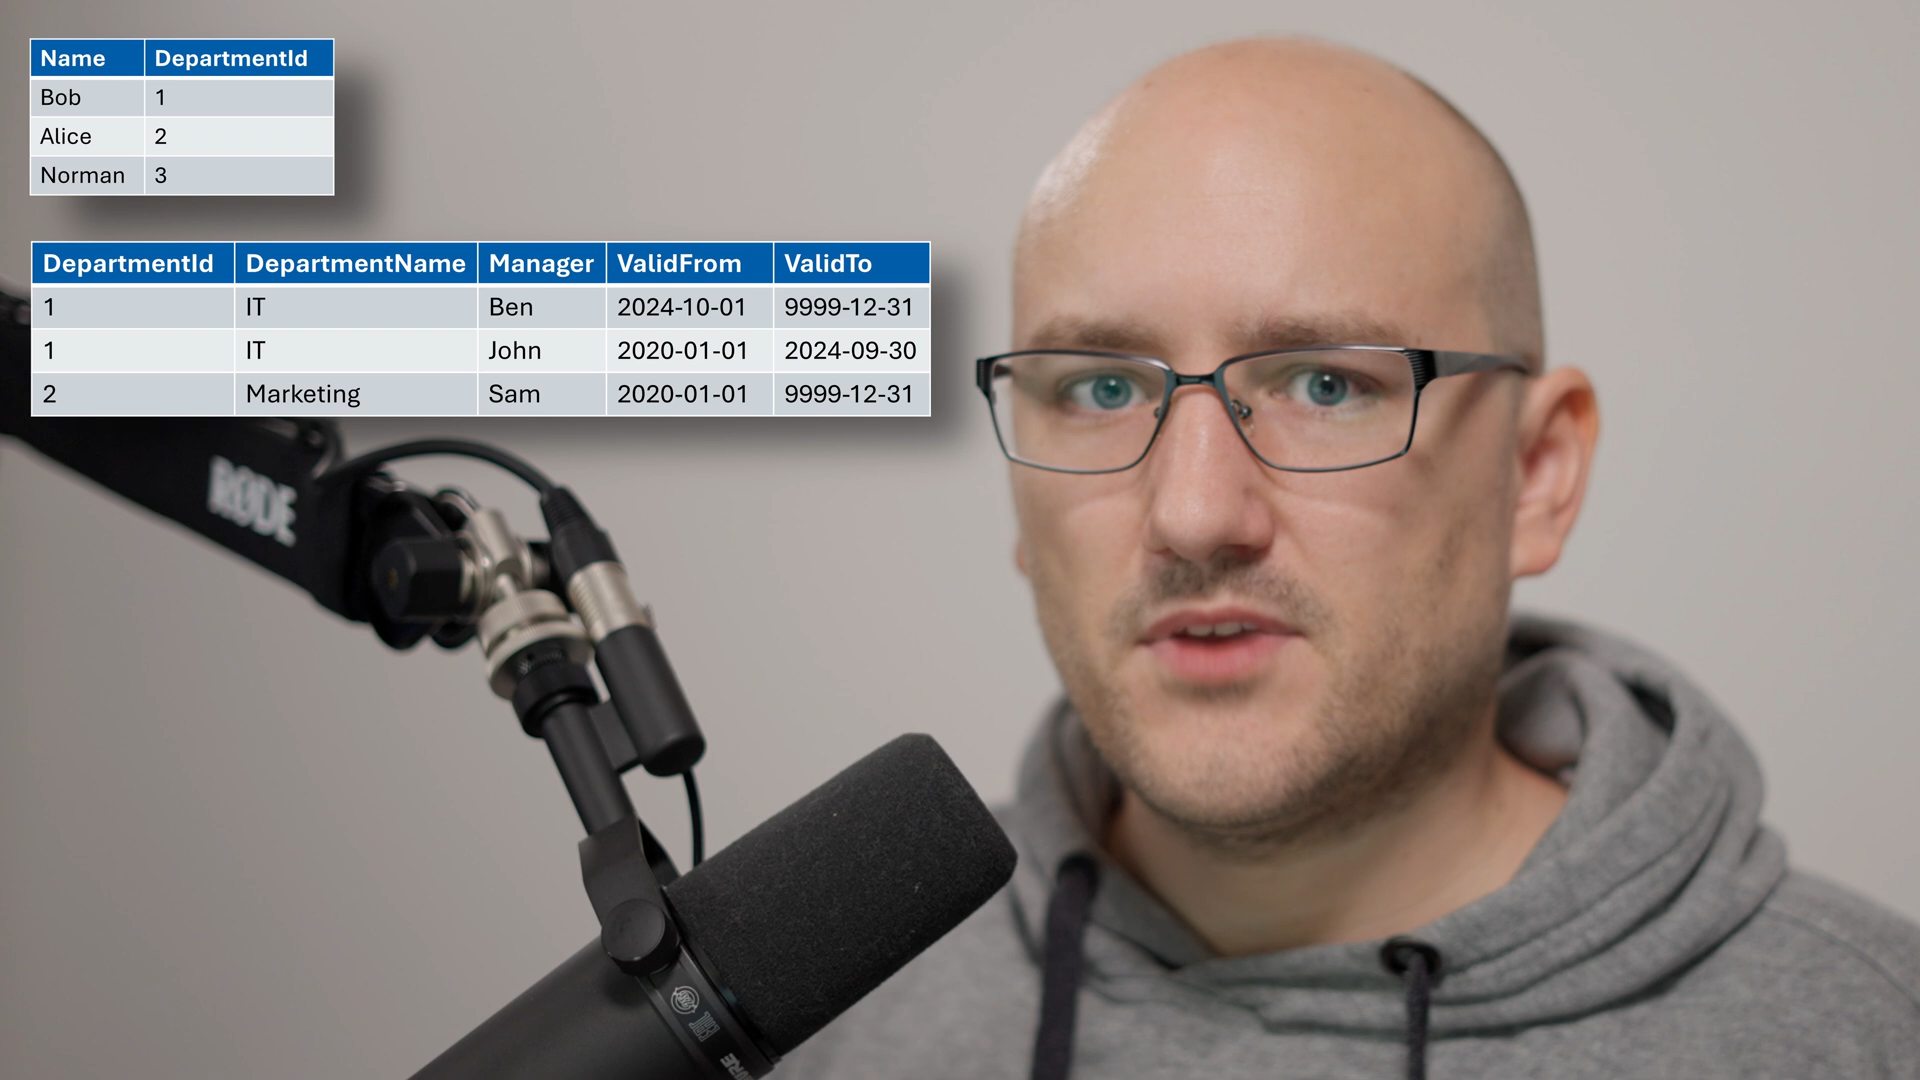 Name DepartmentId
Bob 1
Alice 2
Norman 3
DepartmentId DepartmentName Manager ValidFrom ValidTo
1 IT Ben 2024-10-01 9999-12-31
1 IT John 2020-01-01 2024-09-30
2 Marketing Sam 2020-01-01 9999-12-31
RØDE
SHURE